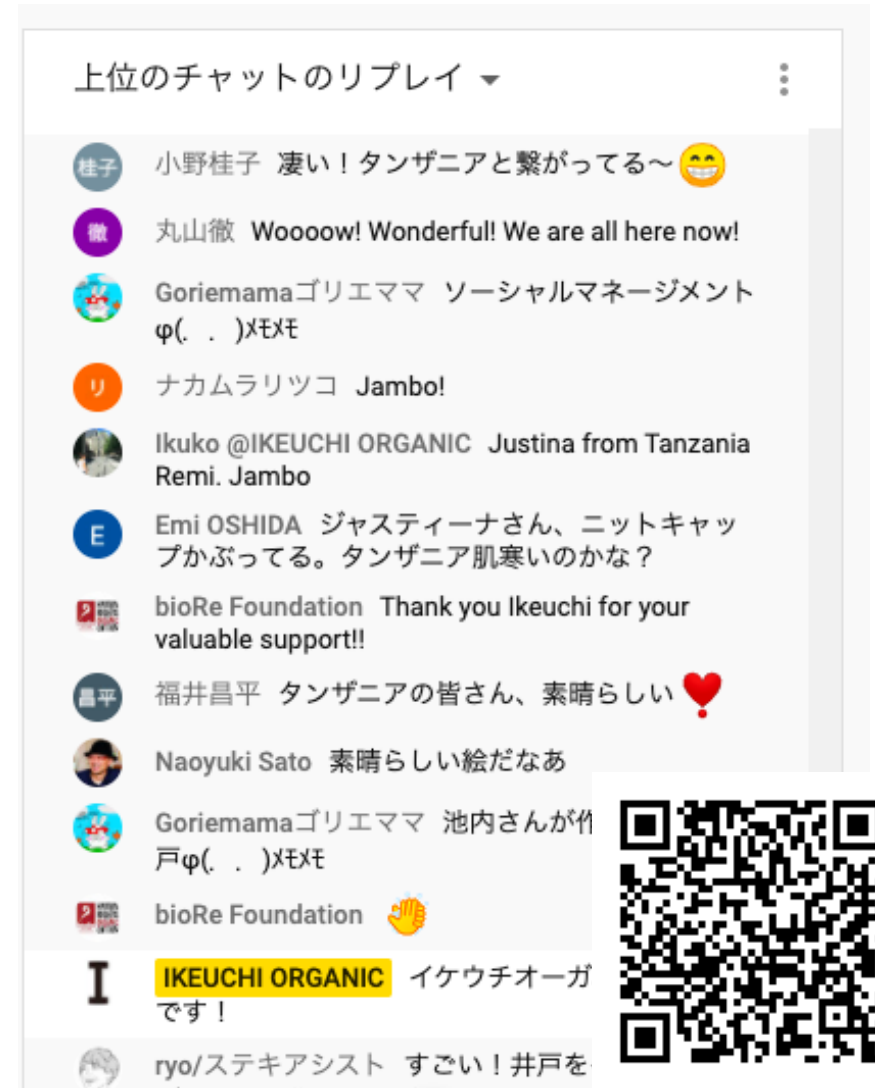 上位のチャットのリプレイ
桂子 小野桂子 凄い！タンザニアと繋がってる〜😁
徹 丸山徹 Woooow! Wonderful! We are all here now!
Goriemamaゴリエママ ソーシャルマネージメント
φ(．．)ﾒﾓﾒﾓ
リ ナカムラリツコ Jambo!
Ikuko @IKEUCHI ORGANIC Justina from Tanzania
Remi. Jambo
E Emi OSHIDA ジャスティーナさん、ニットキャッ
プかぶってる。タンザニア肌寒いのかな？
bioRe Foundation Thank you Ikeuchi for your
valuable support!!
昌平 福井昌平 タンザニアの皆さん、素晴らしい❣️
Naoyuki Sato 素晴らしい絵だなあ
Goriemamaゴリエママ 池内さんが作
戸φ(．．)ﾒﾓﾒﾓ
bioRe Foundation 👏
I IKEUCHI ORGANIC イケウチオーガ
です！
ryo/ステキアシスト すごい！井戸を